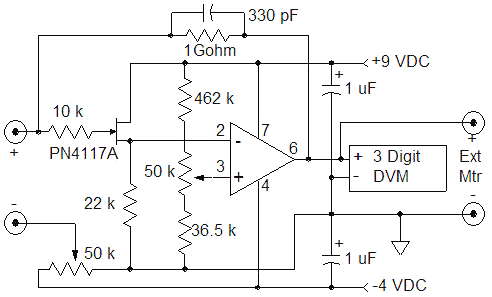 330 pF
1Gohm
+9 VDC
+
1 uF
10 k
462 k
+
PN4117A
2
7
-
6
+ 3 Digit
- DVM
+
Ext
Mtr
-
50 k
3
+
4
-
22 k
36.5 k
50 k
+
1 uF
-4 VDC